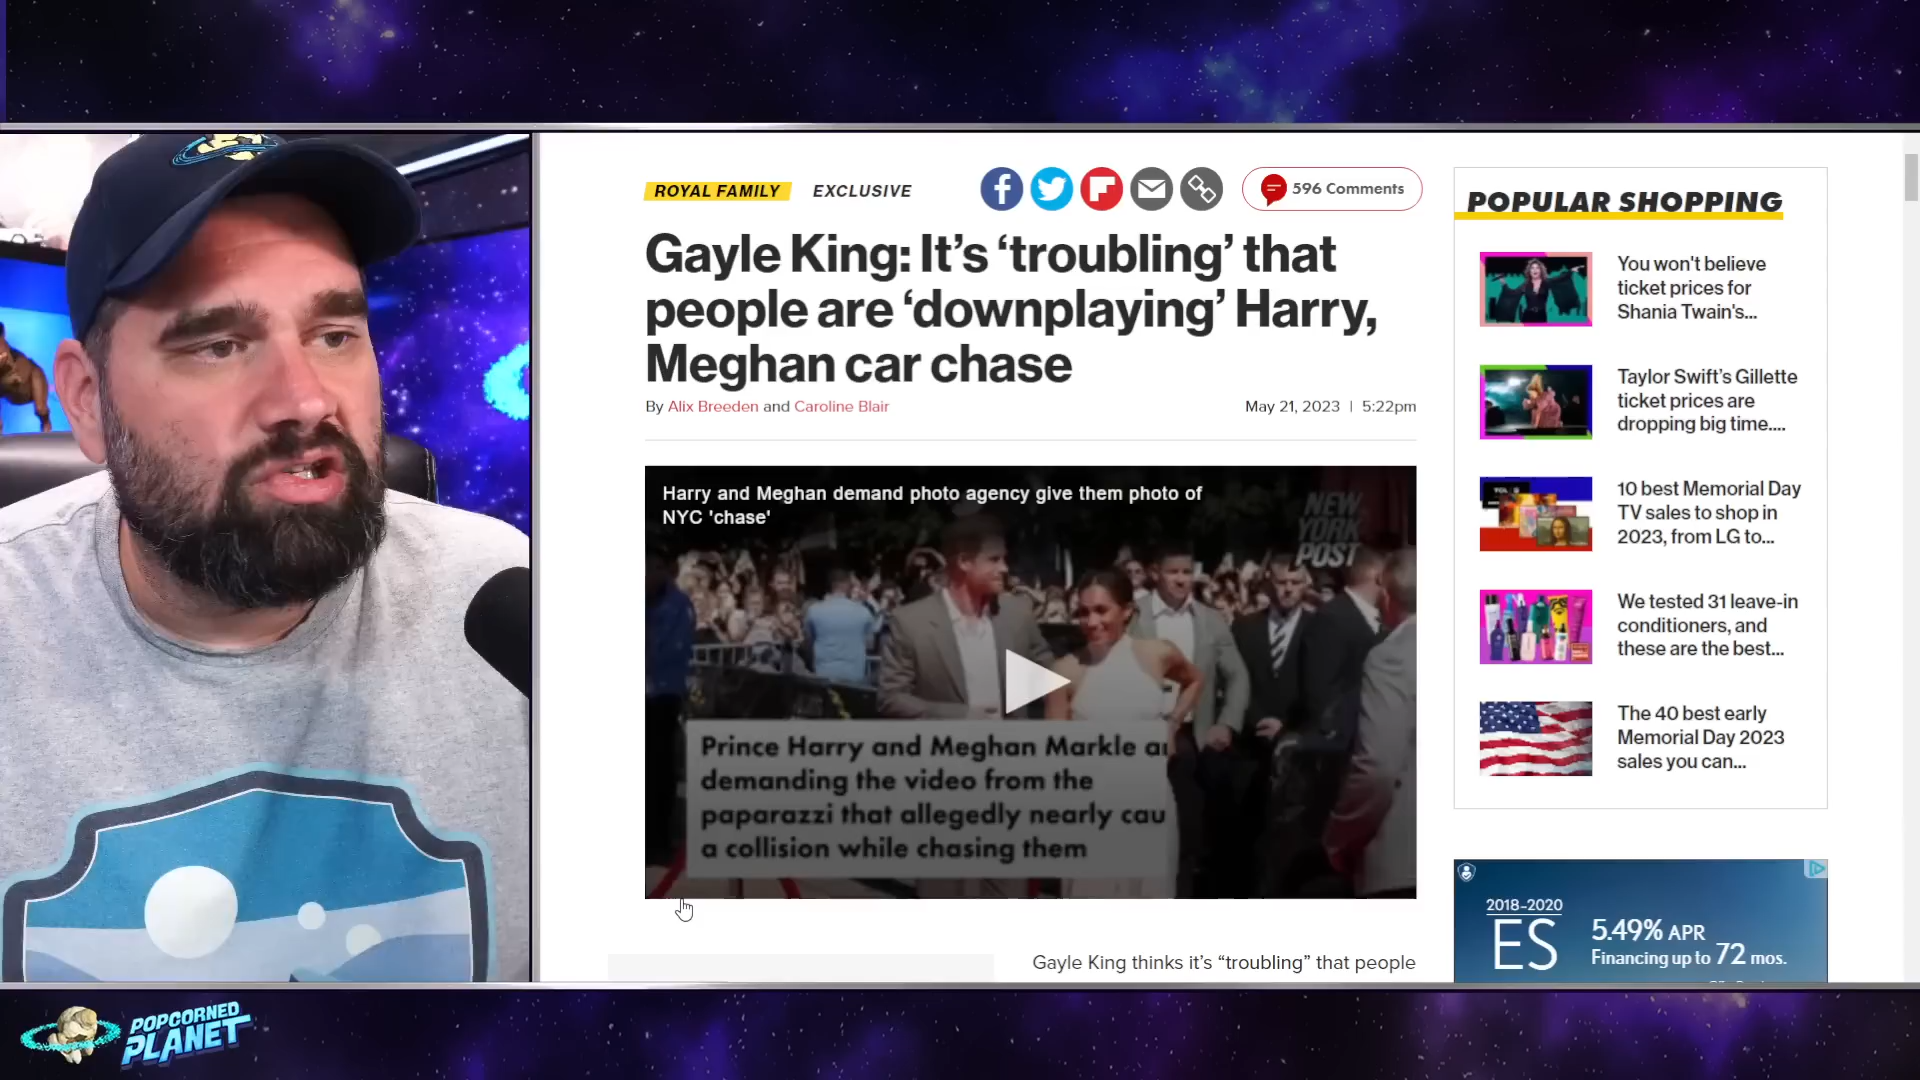 ROYAL FAMILY EXCLUSIVE
596 Comments
Gayle King: It’s ‘troubling’ that
people are ‘downplaying’ Harry,
Meghan car chase
By Alix Breeden and Caroline Blair
May 21, 2023 | 5:22pm
Harry and Meghan demand photo agency give them photo of
NYC 'chase'
NEW
YORK
POST
Prince Harry and Meghan Markle
demanding the video from the
paparazzi that allegedly nearly cau
a collision while chasing them
Gayle King thinks it’s “troubling” that people
POPULAR SHOPPING
You won't believe
ticket prices for
Shania Twain's...
Taylor Swift’s Gillette
ticket prices are
dropping big time....
10 best Memorial Day
TV sales to shop in
2023, from LG to...
We tested 31 leave-in
conditioners, and
these are the best...
The 40 best early
Memorial Day 2023
sales you can...
2018-2020
ES
5.49% APR
Financing up to 72 mos.
POPCORNED
PLANET